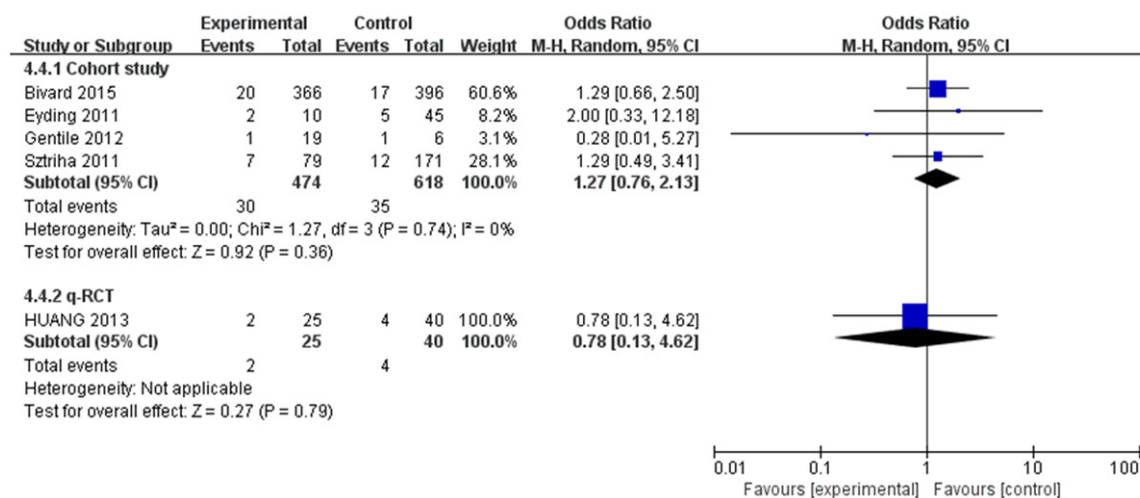 Experimental Control Odds Ratio Odds Ratio
Study or Subgroup Events Total Events Total Weight M-H, Random, 95% CI M-H, Random, 95% CI
4.4.1 Cohort study
Bivard 2015 20 366 17 396 60.6% 1.29 [0.66, 2.50]
Eyding 2011 2 10 5 45 8.2% 2.00 [0.33, 12.18]
Gentile 2012 1 19 1 6 3.1% 0.28 [0.01, 5.27]
Sztriha 2011 7 79 12 171 28.1% 1.29 [0.49, 3.41]
Subtotal (95% CI) 474 618 100.0% 1.27 [0.76, 2.13]
Total events 30 35
Heterogeneity: Tau² = 0.00; Chi² = 1.27, df = 3 (P = 0.74); I² = 0%
Test for overall effect: Z = 0.92 (P = 0.36)
4.4.2 q-RCT
HUANG 2013 2 25 4 40 100.0% 0.78 [0.13, 4.62]
Subtotal (95% CI) 25 40 100.0% 0.78 [0.13, 4.62]
Total events 2 4
Heterogeneity: Not applicable
Test for overall effect: Z = 0.27 (P = 0.79)
0.01 0.1 1 10 100
Favours [experimental] Favours [control]